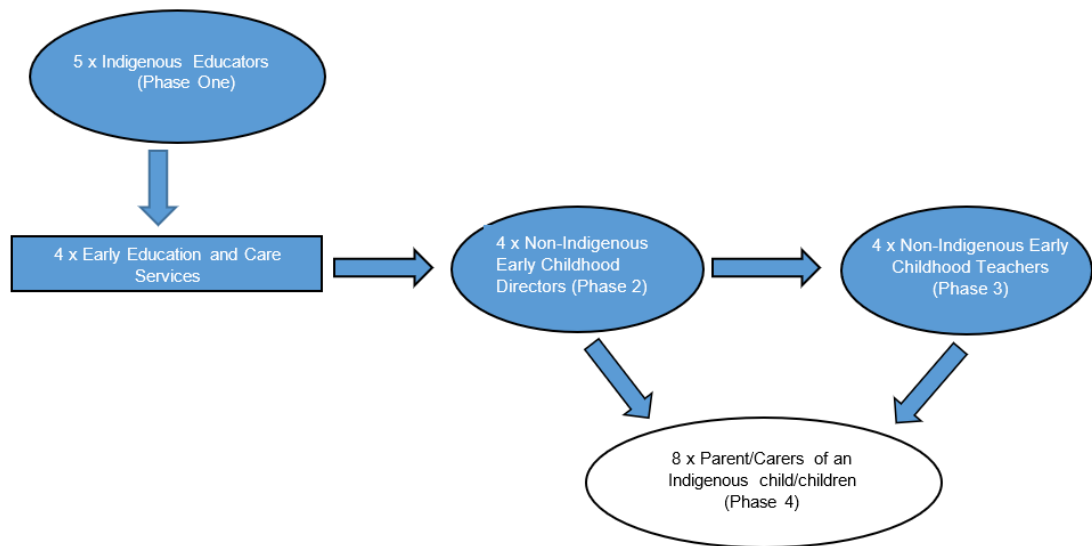 5 x Indigenous Educators
(Phase One)
4 x Early Education and Care
Services
4 x Non-Indigenous
Early Childhood
Directors (Phase 2)
4 x Non-Indigenous Early
Childhood Teachers
(Phase 3)
8 x Parent/Carers of an
Indigenous child/children
(Phase 4)